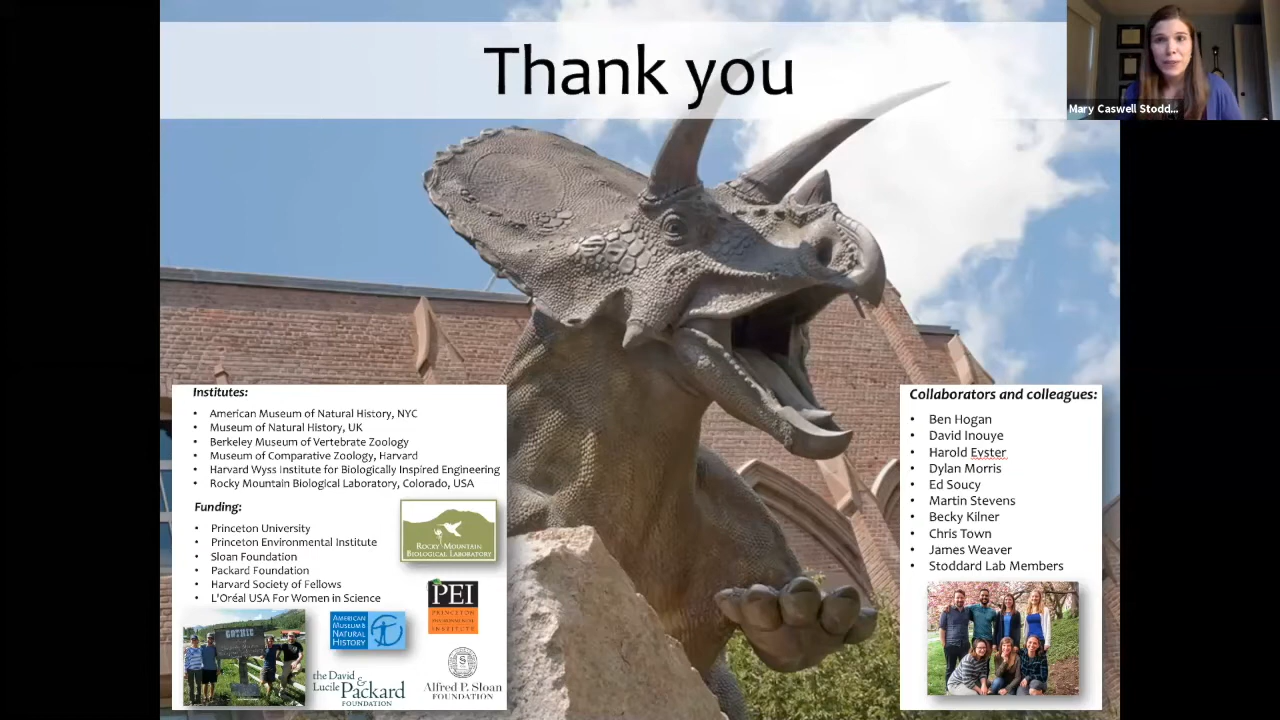 Thank you
Mary Caswell Stodd...
Institutes:
• American Museum of Natural History, NYC
• Museum of Natural History, UK
• Berkeley Museum of Vertebrate Zoology
• Museum of Comparative Zoology, Harvard
• Harvard Wyss Institute for Biologically Inspired Engineering
• Rocky Mountain Biological Laboratory, Colorado, USA
Funding:
• Princeton University
• Princeton Environmental Institute
• Sloan Foundation
• Packard Foundation
• Harvard Society of Fellows
• L'Oréal USA For Women in Science
ROCKY MOUNTAIN
BIOLOGICAL LABORATORY
PEI
PRINCETON
ENVIRONMENTAL
INSTITUTE
GOTHIC
AMERICAN
MUSEUM &
NATURAL
HISTORY
the David &
Lucile Packard
FOUNDATION
Alfred P. Sloan
FOUNDATION
Collaborators and colleagues:
• Ben Hogan
• David Inouye
• Harold Eyster
• Dylan Morris
• Ed Soucy
• Martin Stevens
• Becky Kilner
• Chris Town
• James Weaver
• Stoddard Lab Members